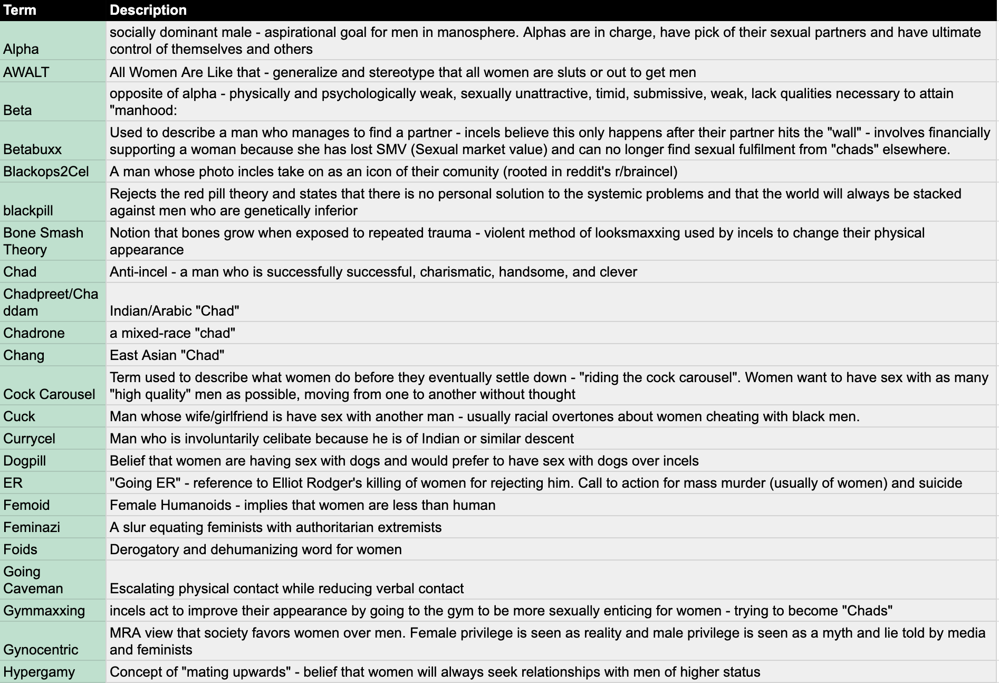 Term Description
Alpha socially dominant male - aspirational goal for men in manosphere. Alphas are in charge, have pick of their sexual partners and have ultimate
control of themselves and others
AWALT All Women Are Like that - generalize and stereotype that all women are sluts or out to get men
Beta opposite of alpha - physically and psychologically weak, sexually unattractive, timid, submissive, weak, lack qualities necessary to attain
"manhood:
Betabuxx Used to describe a man who manages to find a partner - incels believe this only happens after their partner hits the "wall" - involves financially
supporting a woman because she has lost SMV (Sexual market value) and can no longer find sexual fulfilment from "chads" elsewhere.
Blackops2Cel A man whose photo incles take on as an icon of their comunity (rooted in reddit's r/braincel)
blackpill Rejects the red pill theory and states that there is no personal solution to the systemic problems and that the world will always be stacked
against men who are genetically inferior
Bone Smash
Theory
Notion that bones grow when exposed to repeated trauma - violent method of looksmaxxing used by incels to change their physical
appearance
Chad Anti-incel - a man who is successfully successful, charismatic, handsome, and clever
Chadpreet/Cha
ddam
Indian/Arabic "Chad"
Chadrone a mixed-race "chad"
Chang East Asian "Chad"
Cock Carousel Term used to describe what women do before they eventually settle down - "riding the cock carousel". Women want to have sex with as many
"high quality" men as possible, moving from one to another without thought
Cuck Man whose wife/girlfriend is have sex with another man - usually racial overtones about women cheating with black men.
Currycel Man who is involuntarily celibate because he is of Indian or similar descent
Dogpill Belief that women are having sex with dogs and would prefer to have sex with dogs over incels
ER "Going ER" - reference to Elliot Rodger's killing of women for rejecting him. Call to action for mass murder (usually of women) and suicide
Femoid Female Humanoids - implies that women are less than human
Feminazi A slur equating feminists with authoritarian extremists
Foids Derogatory and dehumanizing word for women
Going
Caveman
Escalating physical contact while reducing verbal contact
Gymmaxxing incels act to improve their appearance by going to the gym to be more sexually enticing for women - trying to become "Chads"
Gynocentric MRA view that society favors women over men. Female privilege is seen as reality and male privilege is seen as a myth and lie told by media
and feminists
Hypergamy Concept of "mating upwards" - belief that women will always seek relationships with men of higher status